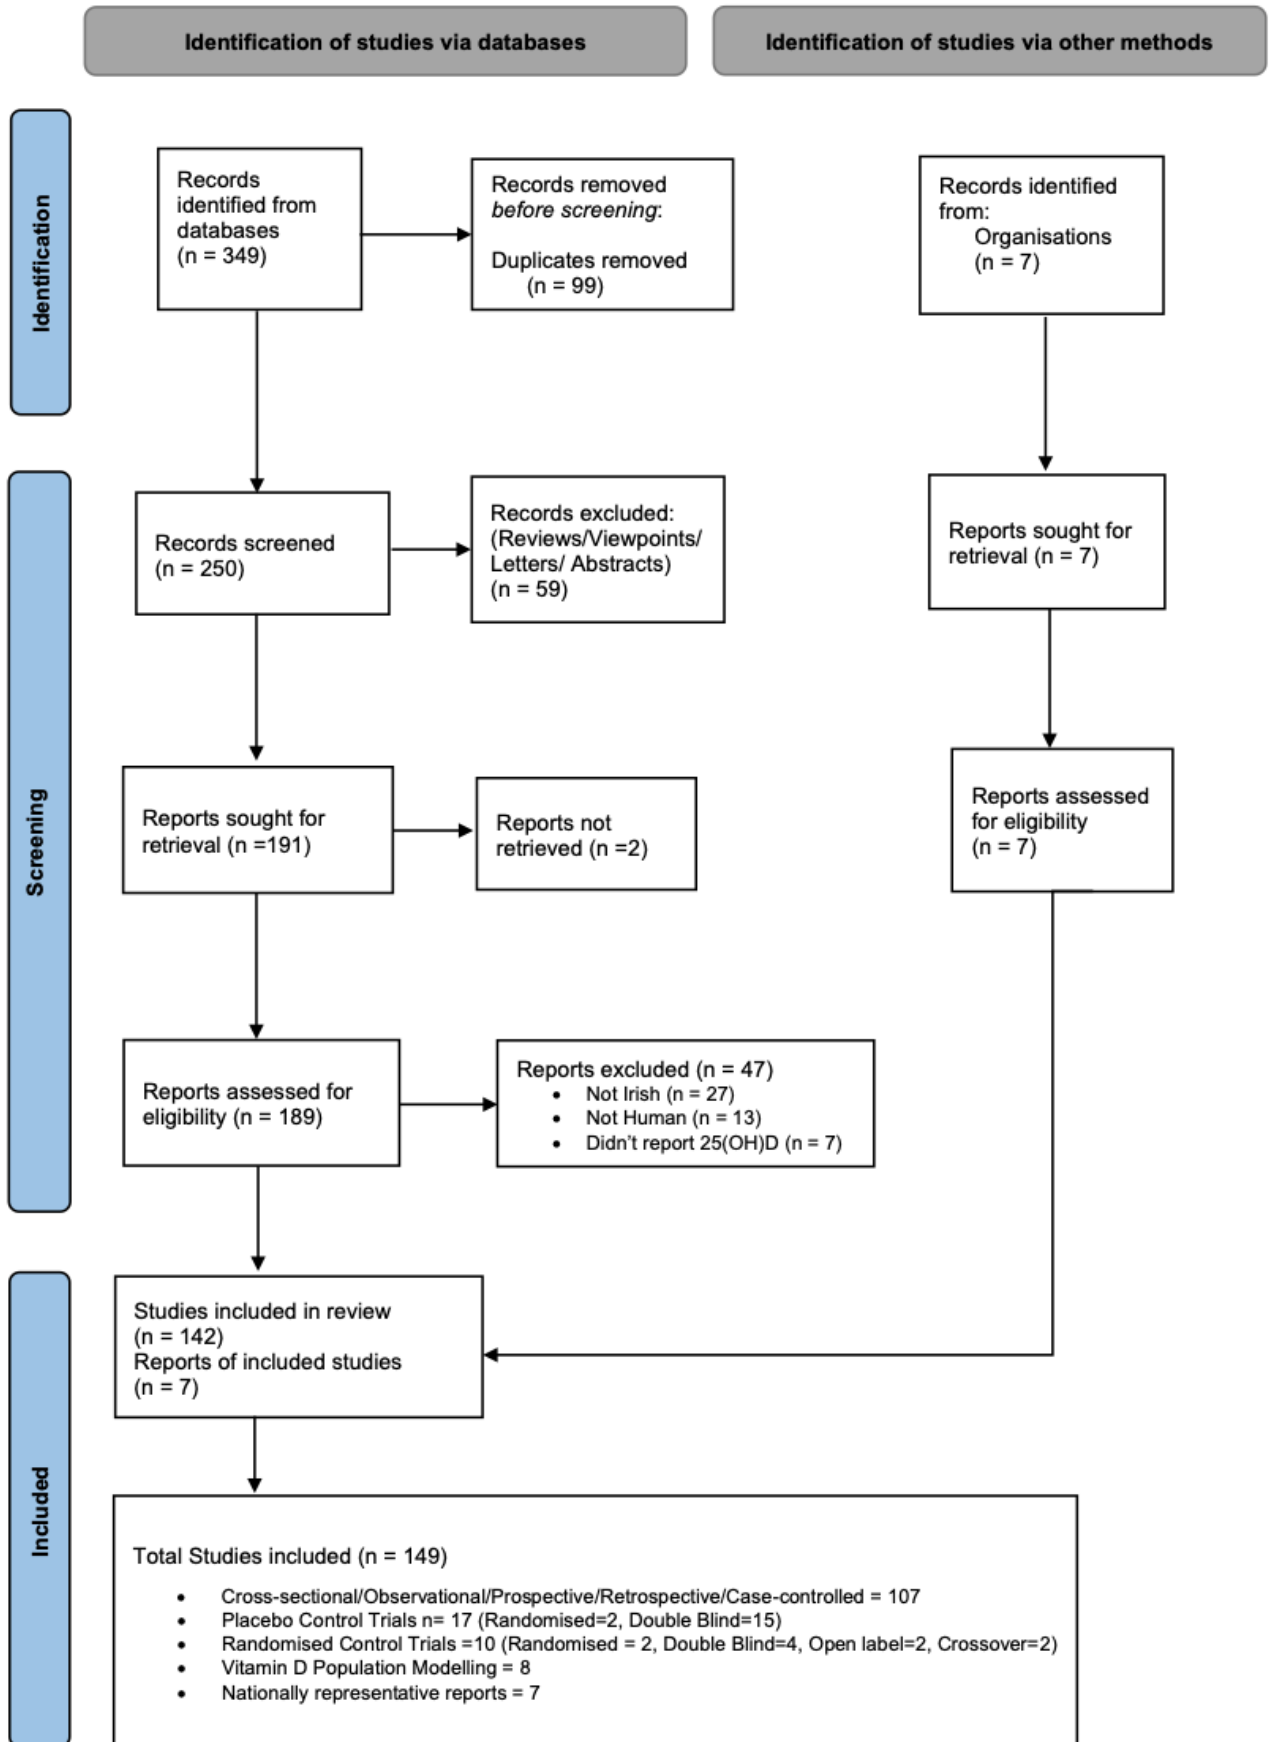 Identification of studies via databases
Identification of studies via other methods
Identification
Records
identified from
databases
(n = 349)
Records removed
before screening:
Duplicates removed
(n = 99)
Records identified
from:
Organisations
(n = 7)
Screening
Records screened
(n = 250)
Records excluded:
(Reviews/Viewpoints/
Letters/ Abstracts)
(n = 59)
Reports sought for
retrieval (n = 7)
Reports sought for
retrieval (n =191)
Reports not
retrieved (n =2)
Reports assessed
for eligibility
(n = 7)
Reports assessed for
eligibility (n = 189)
Reports excluded (n = 47)
• Not Irish (n = 27)
• Not Human (n = 13)
• Didn't report 25(OH)D (n = 7)
Included
Studies included in review
(n = 142)
Reports of included studies
(n = 7)
Total Studies included (n = 149)
• Cross-sectional/Observational/Prospective/Retrospective/Case-controlled = 107
• Placebo Control Trials n= 17 (Randomised=2, Double Blind=15)
• Randomised Control Trials =10 (Randomised = 2, Double Blind=4, Open label=2, Crossover=2)
• Vitamin D Population Modelling = 8
• Nationally representative reports = 7